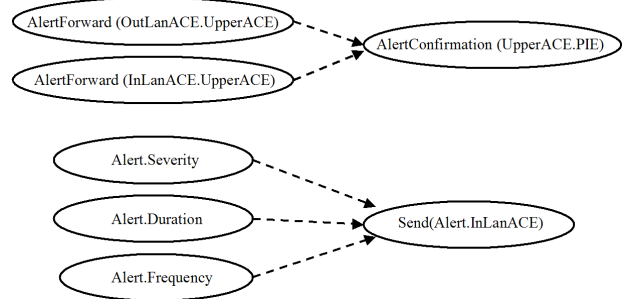 AlertForward (OutLanACE.UpperACE)
AlertConfirmation (UpperACE.PIE)
AlertForward (InLanACE.UpperACE)
Alert.Severity
Alert.Duration
Send(Alert.InLanACE)
Alert.Frequency